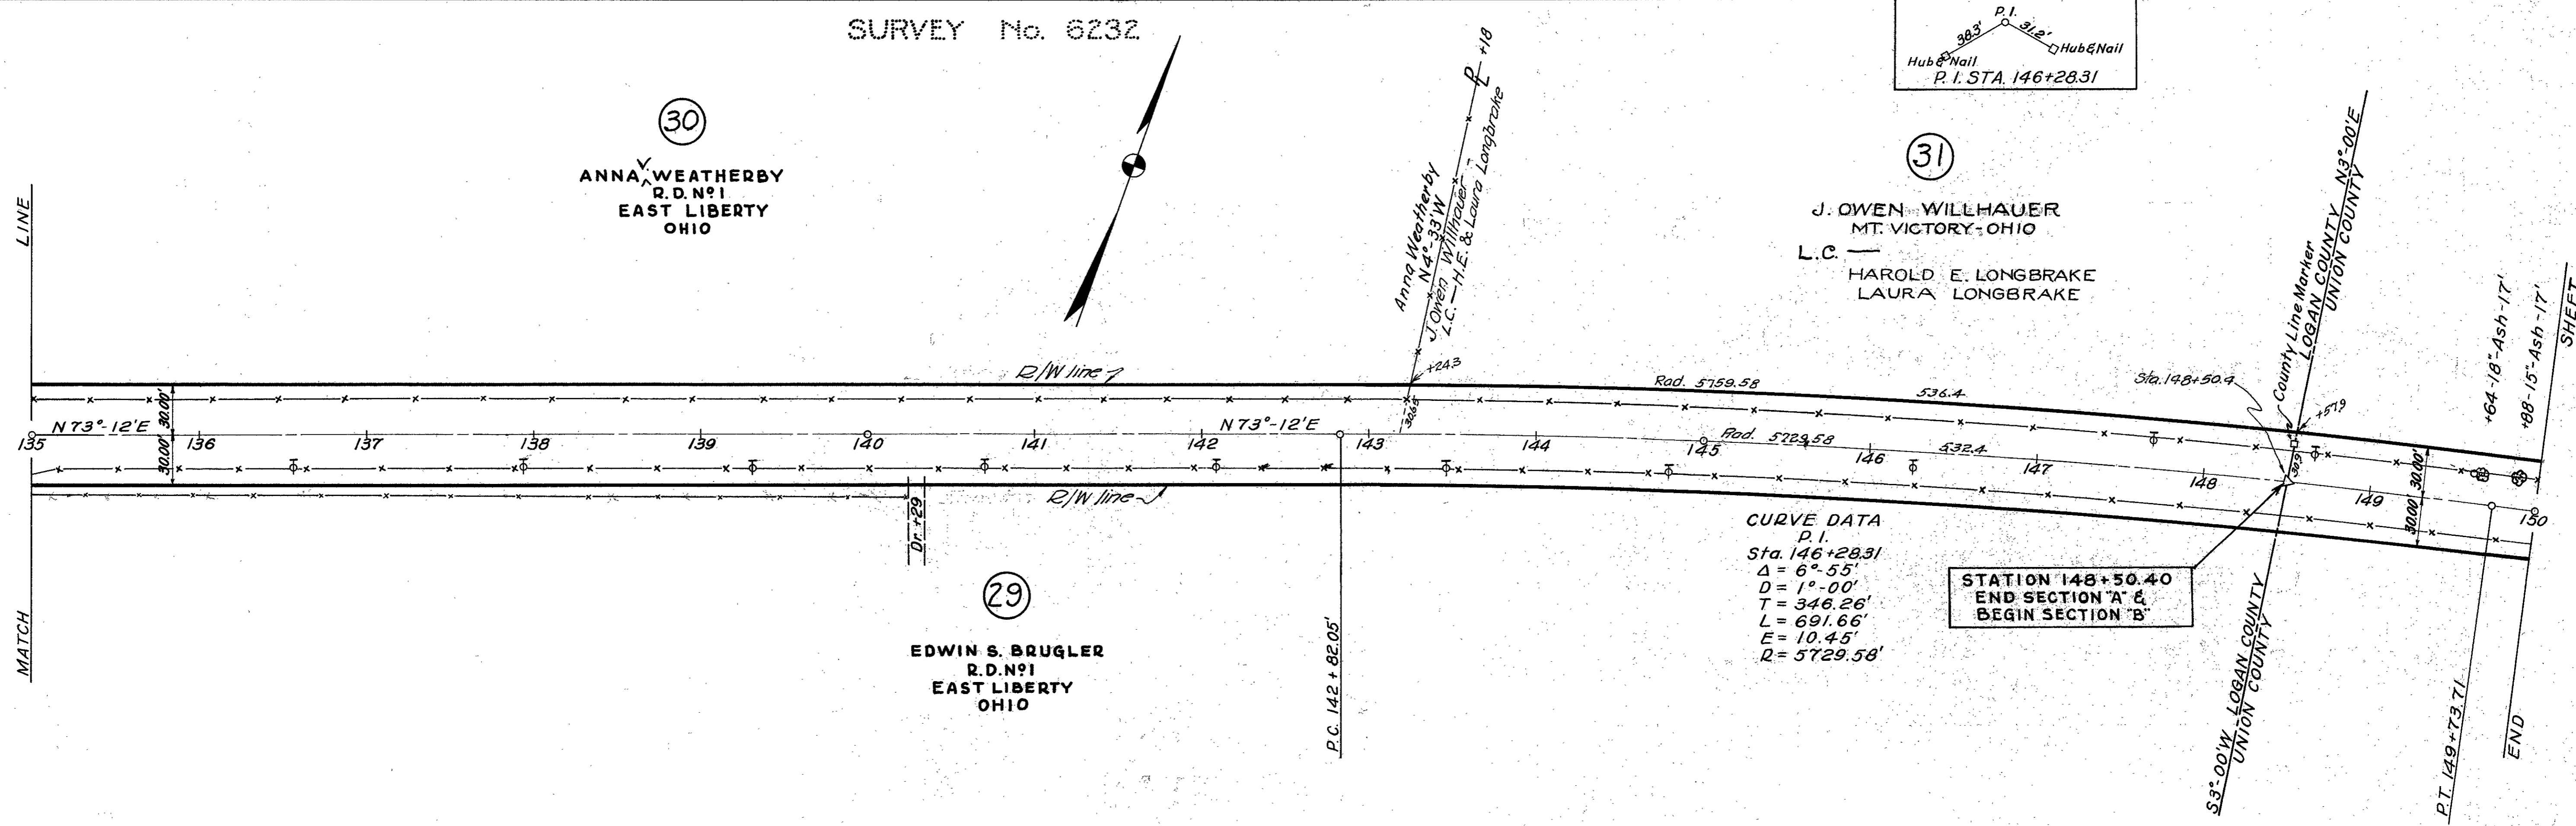 SURVEY No. 6232
P.I.
38.3'
31.2'
Hub & Nail
Hub & Nail
P.I. STA. 146+28.31
30
ANNA V. WEATHERBY
R.D. Nº 1
EAST LIBERTY
OHIO
31
J. OWEN WILLHAUER
MT. VICTORY-OHIO
L.C. —
HAROLD E. LONGBRAKE
LAURA LONGBRAKE
P/L +18
Anna Weatherby
N4°-33'W
J. Owen Willhauer
L.C. — H.E. & Laura Longbrake
County Line Marker
LOGAN COUNTY N3°-00'E
UNION COUNTY
+64-18"-Ash-17'
+88-15"-Ash-17'
SHEET
LINE
MATCH
R/W line
+24.3
Rad. 5759.58
536.4
Sta. 148+50.4
+57.9
N73°-12'E
30.00'
30.00'
N73°-12'E
30.65
Rad. 5729.58
532.4
30.9
30.00'
30.00'
135
136
137
138
139
140
141
142
143
144
145
146
147
148
149
150
R/W line
Dr. +29
29
EDWIN S. BRUGLER
R.D. Nº 1
EAST LIBERTY
OHIO
P.C. 142 + 82.05'
CURVE DATA
P.I.
Sta. 146+28.31
Δ = 6°-55'
D = 1°-00'
T = 346.26'
L = 691.66'
E = 10.45'
R = 5729.58'
STATION 148+50.40
END SECTION "A" &
BEGIN SECTION "B"
S3°-00'W LOGAN COUNTY
UNION COUNTY
P.T. 149+73.71
END